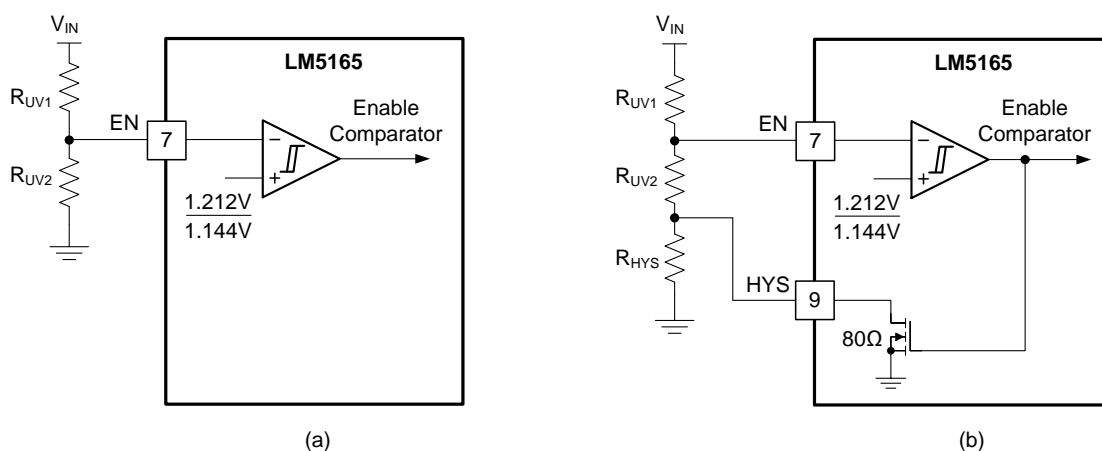 V_IN
LM5165
R_UV1
EN
7
R_UV2
Enable
Comparator
−
+
1.212V
1.144V
(a)
V_IN
LM5165
R_UV1
EN
7
R_UV2
Enable
Comparator
−
+
1.212V
1.144V
R_HYS
HYS
9
80Ω
(b)